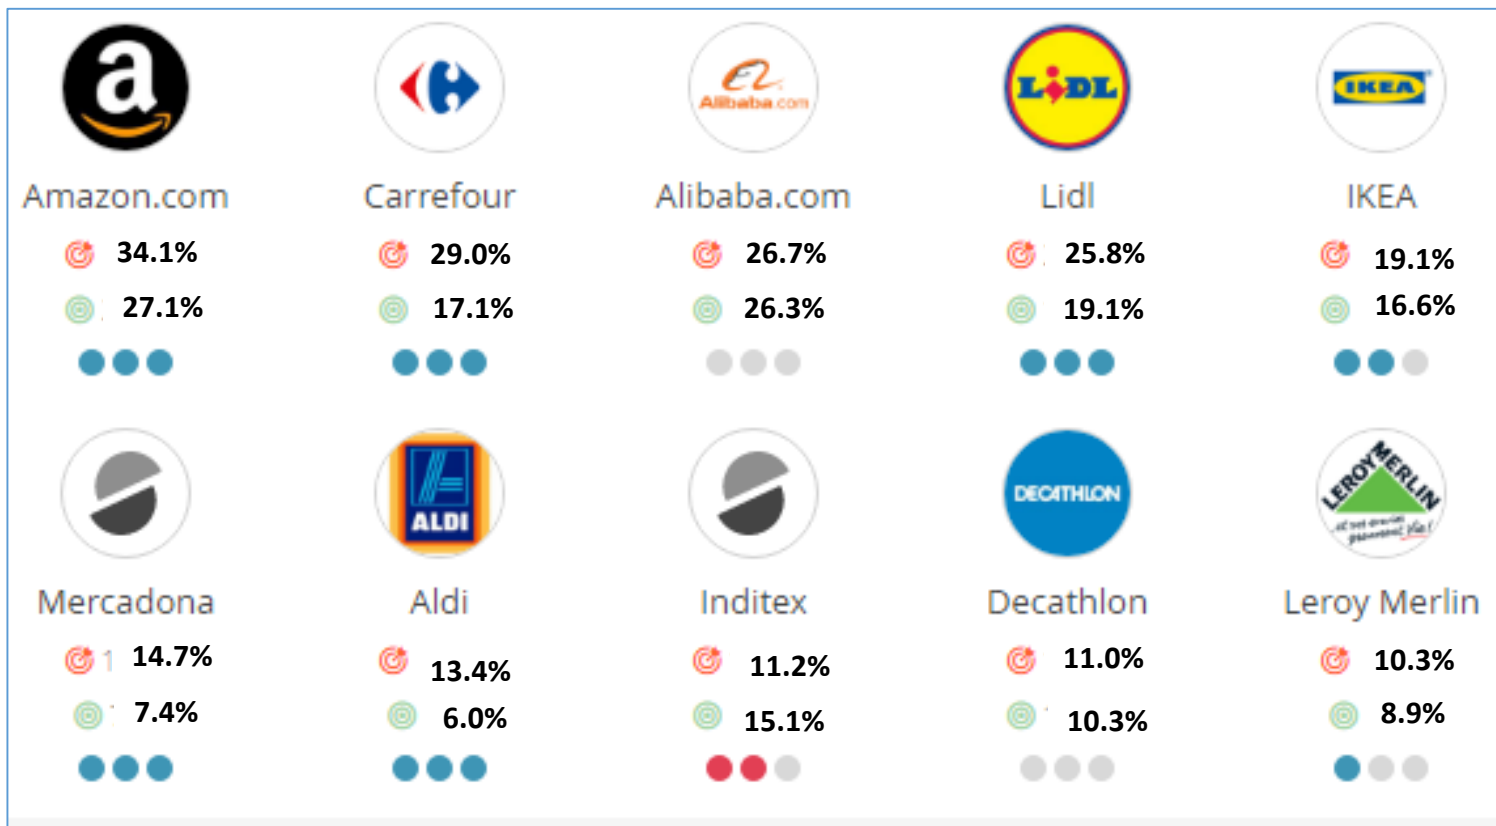 a
Alibaba.com
LIDL
IKEA
Amazon.com
Carrefour
Alibaba.com
Lidl
IKEA
34.1%
29.0%
26.7%
25.8%
19.1%
27.1%
17.1%
26.3%
19.1%
16.6%
ALDI
DECATHLON
LEROY MERLIN
Mercadona
Aldi
Inditex
Decathlon
Leroy Merlin
14.7%
13.4%
11.2%
11.0%
10.3%
7.4%
6.0%
15.1%
10.3%
8.9%